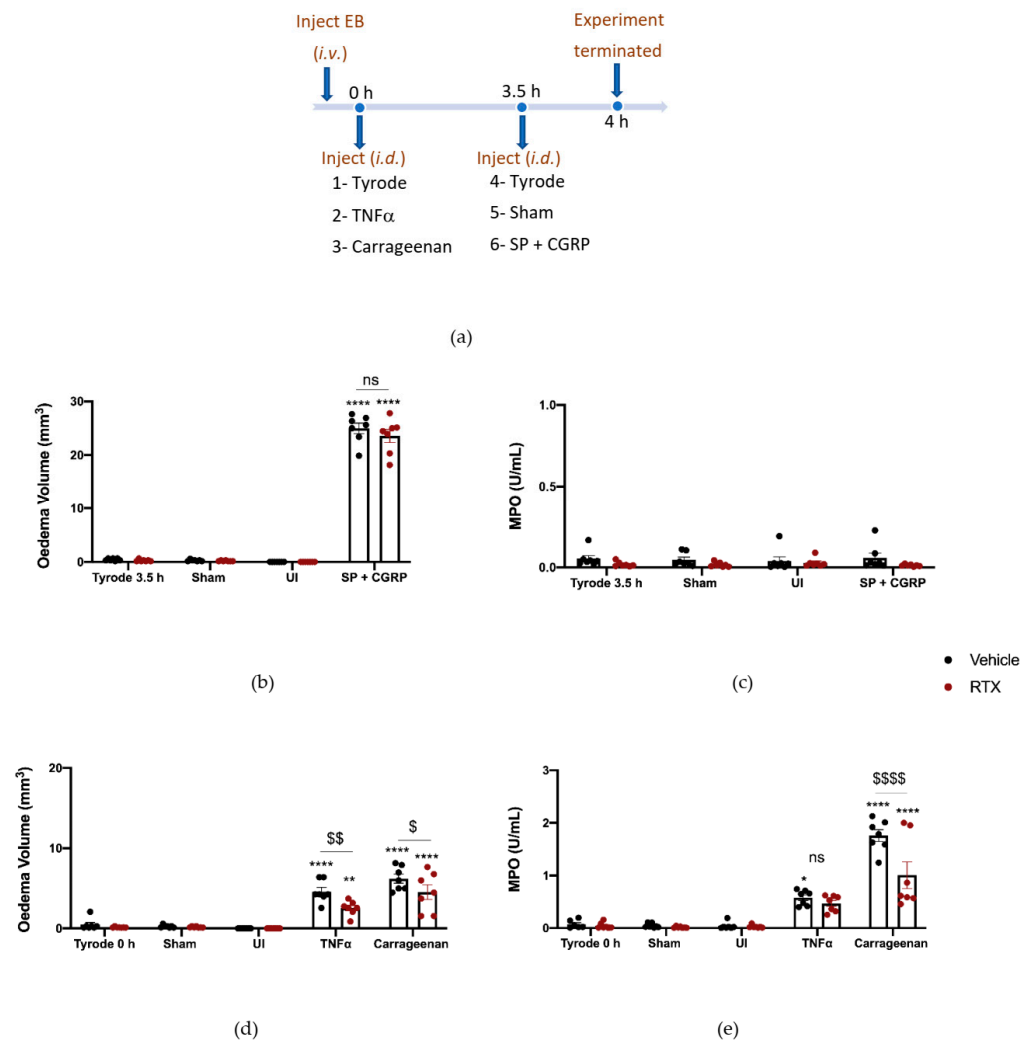 Inject EB
(i.v.)
Experiment
terminated
0 h
3.5 h
4 h
Inject (i.d.)
1- Tyrode
2- TNFα
3- Carrageenan
Inject (i.d.)
4- Tyrode
5- Sham
6- SP + CGRP
(a)
ns
**** ****
30
20
10
0
Oedema Volume (mm³)
Tyrode 3.5 h Sham UI SP + CGRP
(b)
1.0
0.5
0.0
MPO (U/mL)
Tyrode 3.5 h Sham UI SP + CGRP
(c)
Vehicle
RTX
20
10
0
Oedema Volume (mm³)
$$
**** **
$
**** ****
Tyrode 0 h Sham UI TNFα Carrageenan
(d)
3
2
1
0
MPO (U/mL)
ns
*
$$$$
**** ****
Tyrode 0 h Sham UI TNFα Carrageenan
(e)